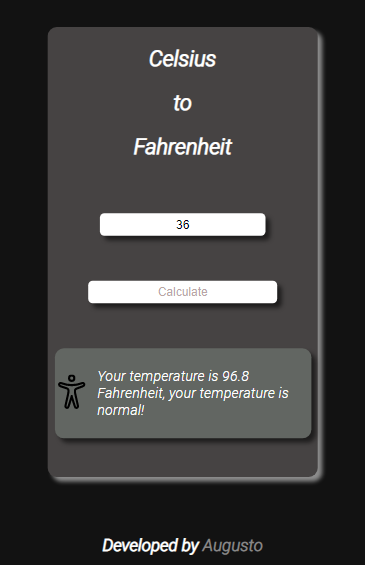 Celsius
to
Fahrenheit
36
Calculate
Your temperature is 96.8
Fahrenheit, your temperature is
normal!
Developed by Augusto